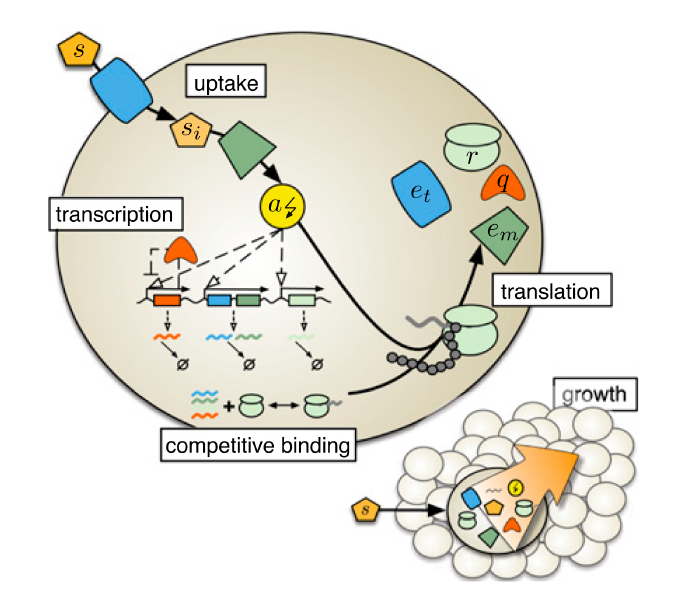 s
uptake
s_i
r
e_t
q
a
transcription
e_m
translation
+
growth
competitive binding
s